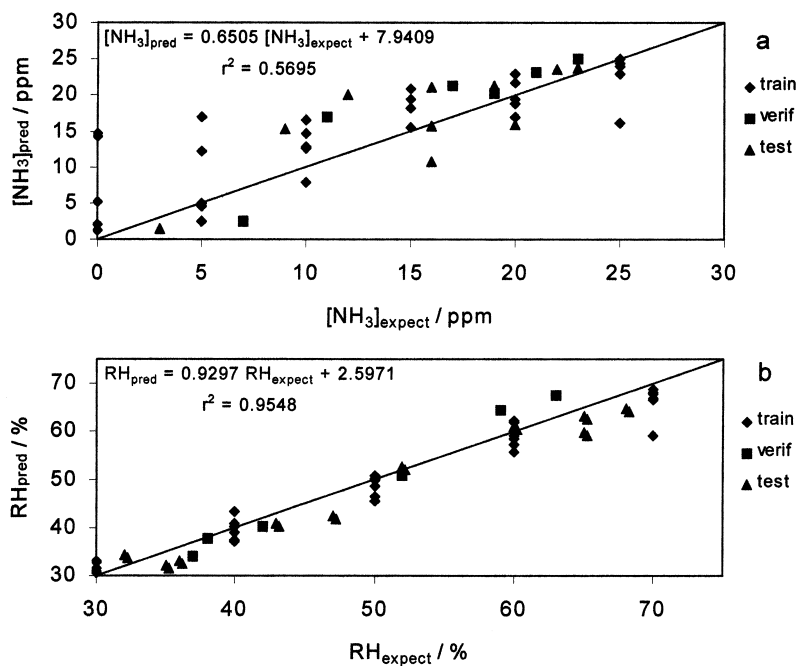 [NH₃]pred = 0.6505 [NH₃]expect + 7.9409
r² = 0.5695
a
train
verif
test
[NH₃]pred / ppm
30
25
20
15
10
5
0
0 5 10 15 20 25 30
[NH₃]expect / ppm
RHpred = 0.9297 RHexpect + 2.5971
r² = 0.9548
b
train
verif
test
RHpred / %
70
60
50
40
30
30 40 50 60 70
RHexpect / %